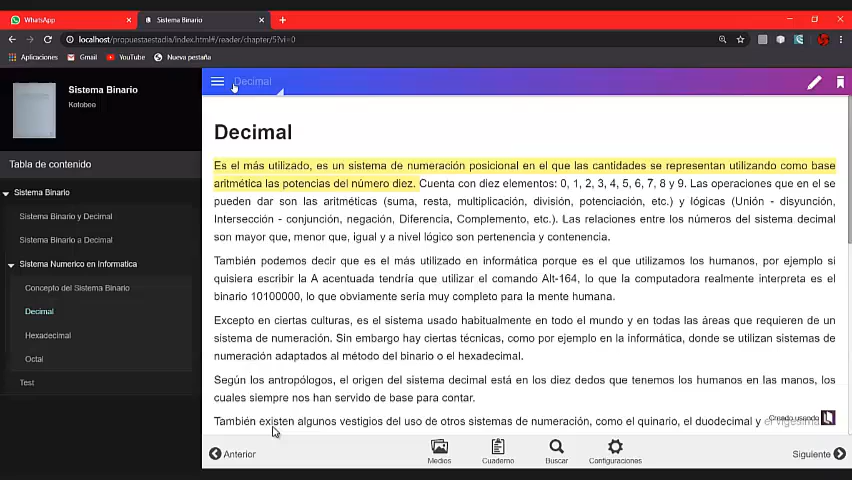 WhatsApp
Sistema Binario
localhost/propuestaestadia/index.html#/reader/chapter/5?vi=0
Aplicaciones
Gmail
YouTube
Nueva pestaña
Sistema Binario
Kotobee
Tabla de contenido
Sistema Binario
Sistema Binario y Decimal
Sistema Binario a Decimal
Sistema Numerico en Informatica
Concepto del Sistema Binario
Decimal
Hexadecimal
Octal
Test
Decimal
Decimal
Es el más utilizado, es un sistema de numeración posicional en el que las cantidades se representan utilizando como base
aritmética las potencias del número diez. Cuenta con diez elementos: 0, 1, 2, 3, 4, 5, 6, 7, 8 y 9. Las operaciones que en el se
pueden dar son las aritméticas (suma, resta, multiplicación, división, potenciación, etc.) y lógicas (Unión - disyunción,
Intersección - conjunción, negación, Diferencia, Complemento, etc.). Las relaciones entre los números del sistema decimal
son mayor que, menor que, igual y a nivel lógico son pertenencia y contenencia.
También podemos decir que es el más utilizado en informática porque es el que utilizamos los humanos, por ejemplo si
quisiera escribir la A acentuada tendría que utilizar el comando Alt-164, lo que la computadora realmente interpreta es el
binario 10100000, lo que obviamente sería muy completo para la mente humana.
Excepto en ciertas culturas, es el sistema usado habitualmente en todo el mundo y en todas las áreas que requieren de un
sistema de numeración. Sin embargo hay ciertas técnicas, como por ejemplo en la informática, donde se utilizan sistemas de
numeración adaptados al método del binario o el hexadecimal.
Según los antropólogos, el origen del sistema decimal está en los diez dedos que tenemos los humanos en las manos, los
cuales siempre nos han servido de base para contar.
También existen algunos vestigios del uso de otros sistemas de numeración, como el quinario, el duodecimal y el
Creado usando
Anterior
Medios
Cuaderno
Buscar
Configuraciones
Siguiente